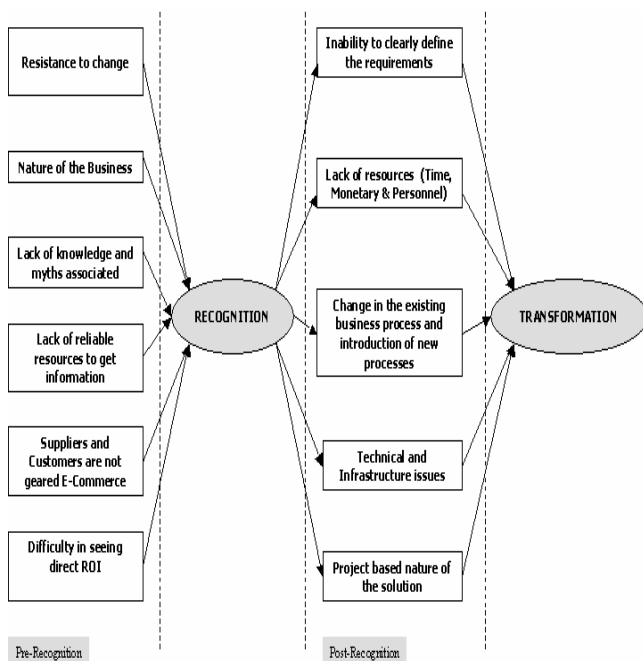 Resistance to change
Nature of the Business
Lack of knowledge and
myths associated
Lack of reliable
resources to get
information
Suppliers and
Customers are not
geared E-Commerce
Difficulty in seeing
direct ROI
Pre-Recognition
RECOGNITION
Inability to clearly define
the requirements
Lack of resources (Time,
Monetary & Personnel)
Change in the existing
business process and
introduction of new
processes
Technical and
Infrastructure issues
Project based nature of
the solution
Post-Recognition
TRANSFORMATION